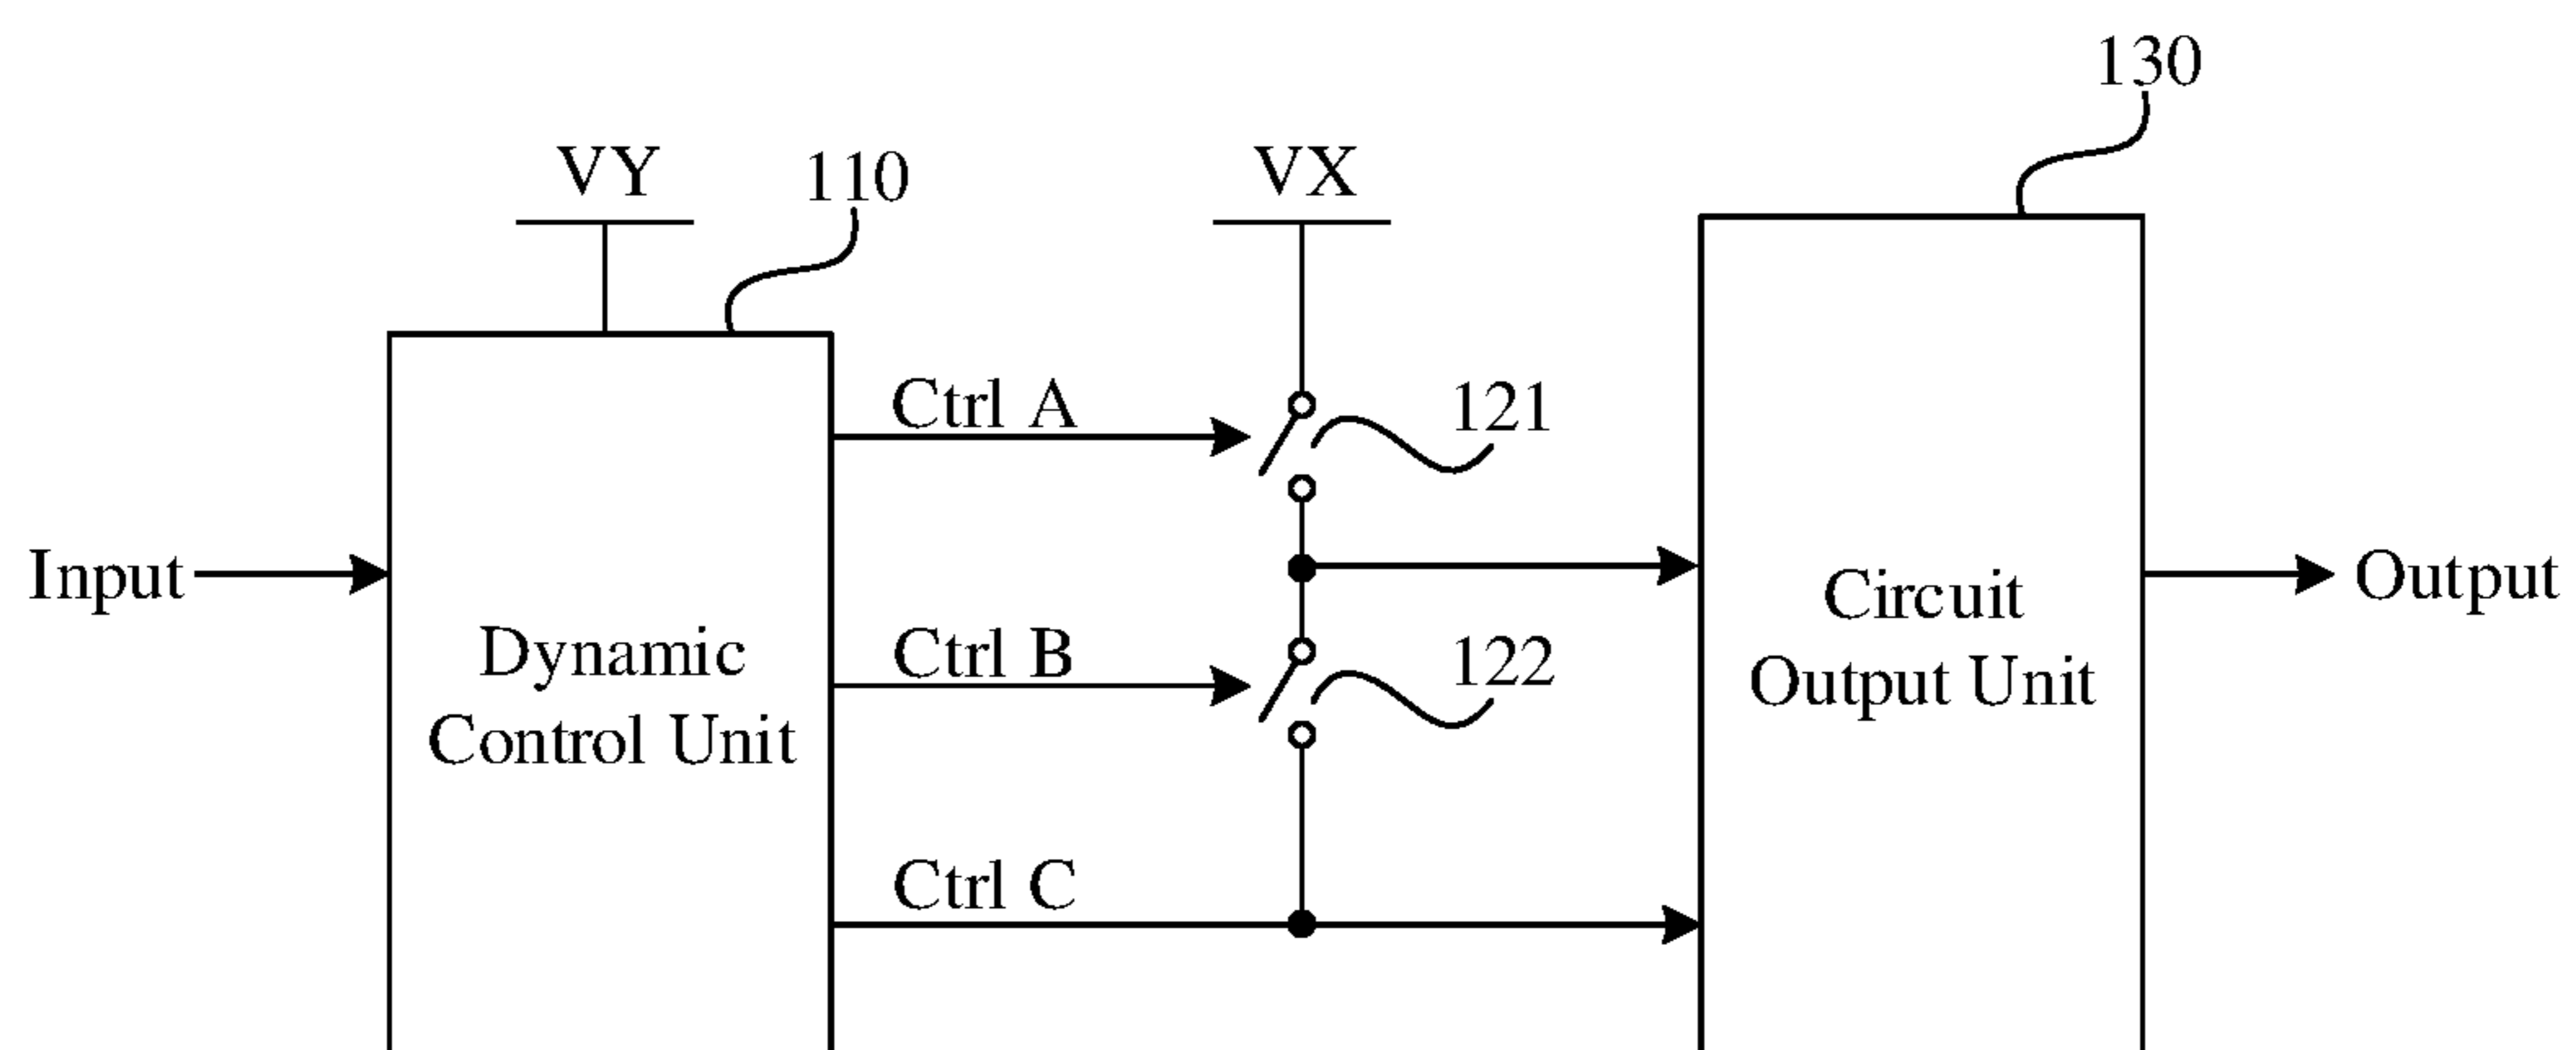 130
VY
110
VX
Ctrl A
121
Input
Circuit
Output Unit
Output
Dynamic
Control Unit
Ctrl B
122
Ctrl C